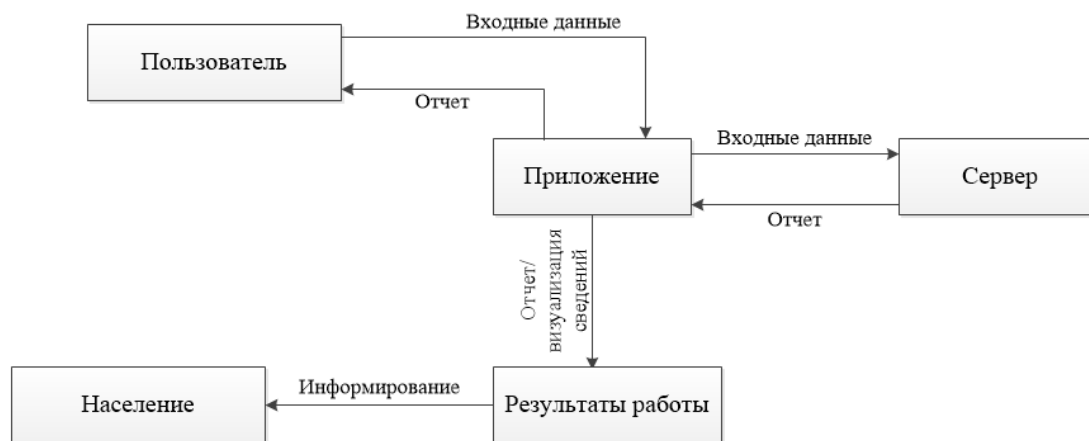 Входные данные
Пользователь
Отчет
Входные данные
Приложение
Сервер
Отчет
Отчет/
визуализация
сведений
Информирование
Население
Результаты работы